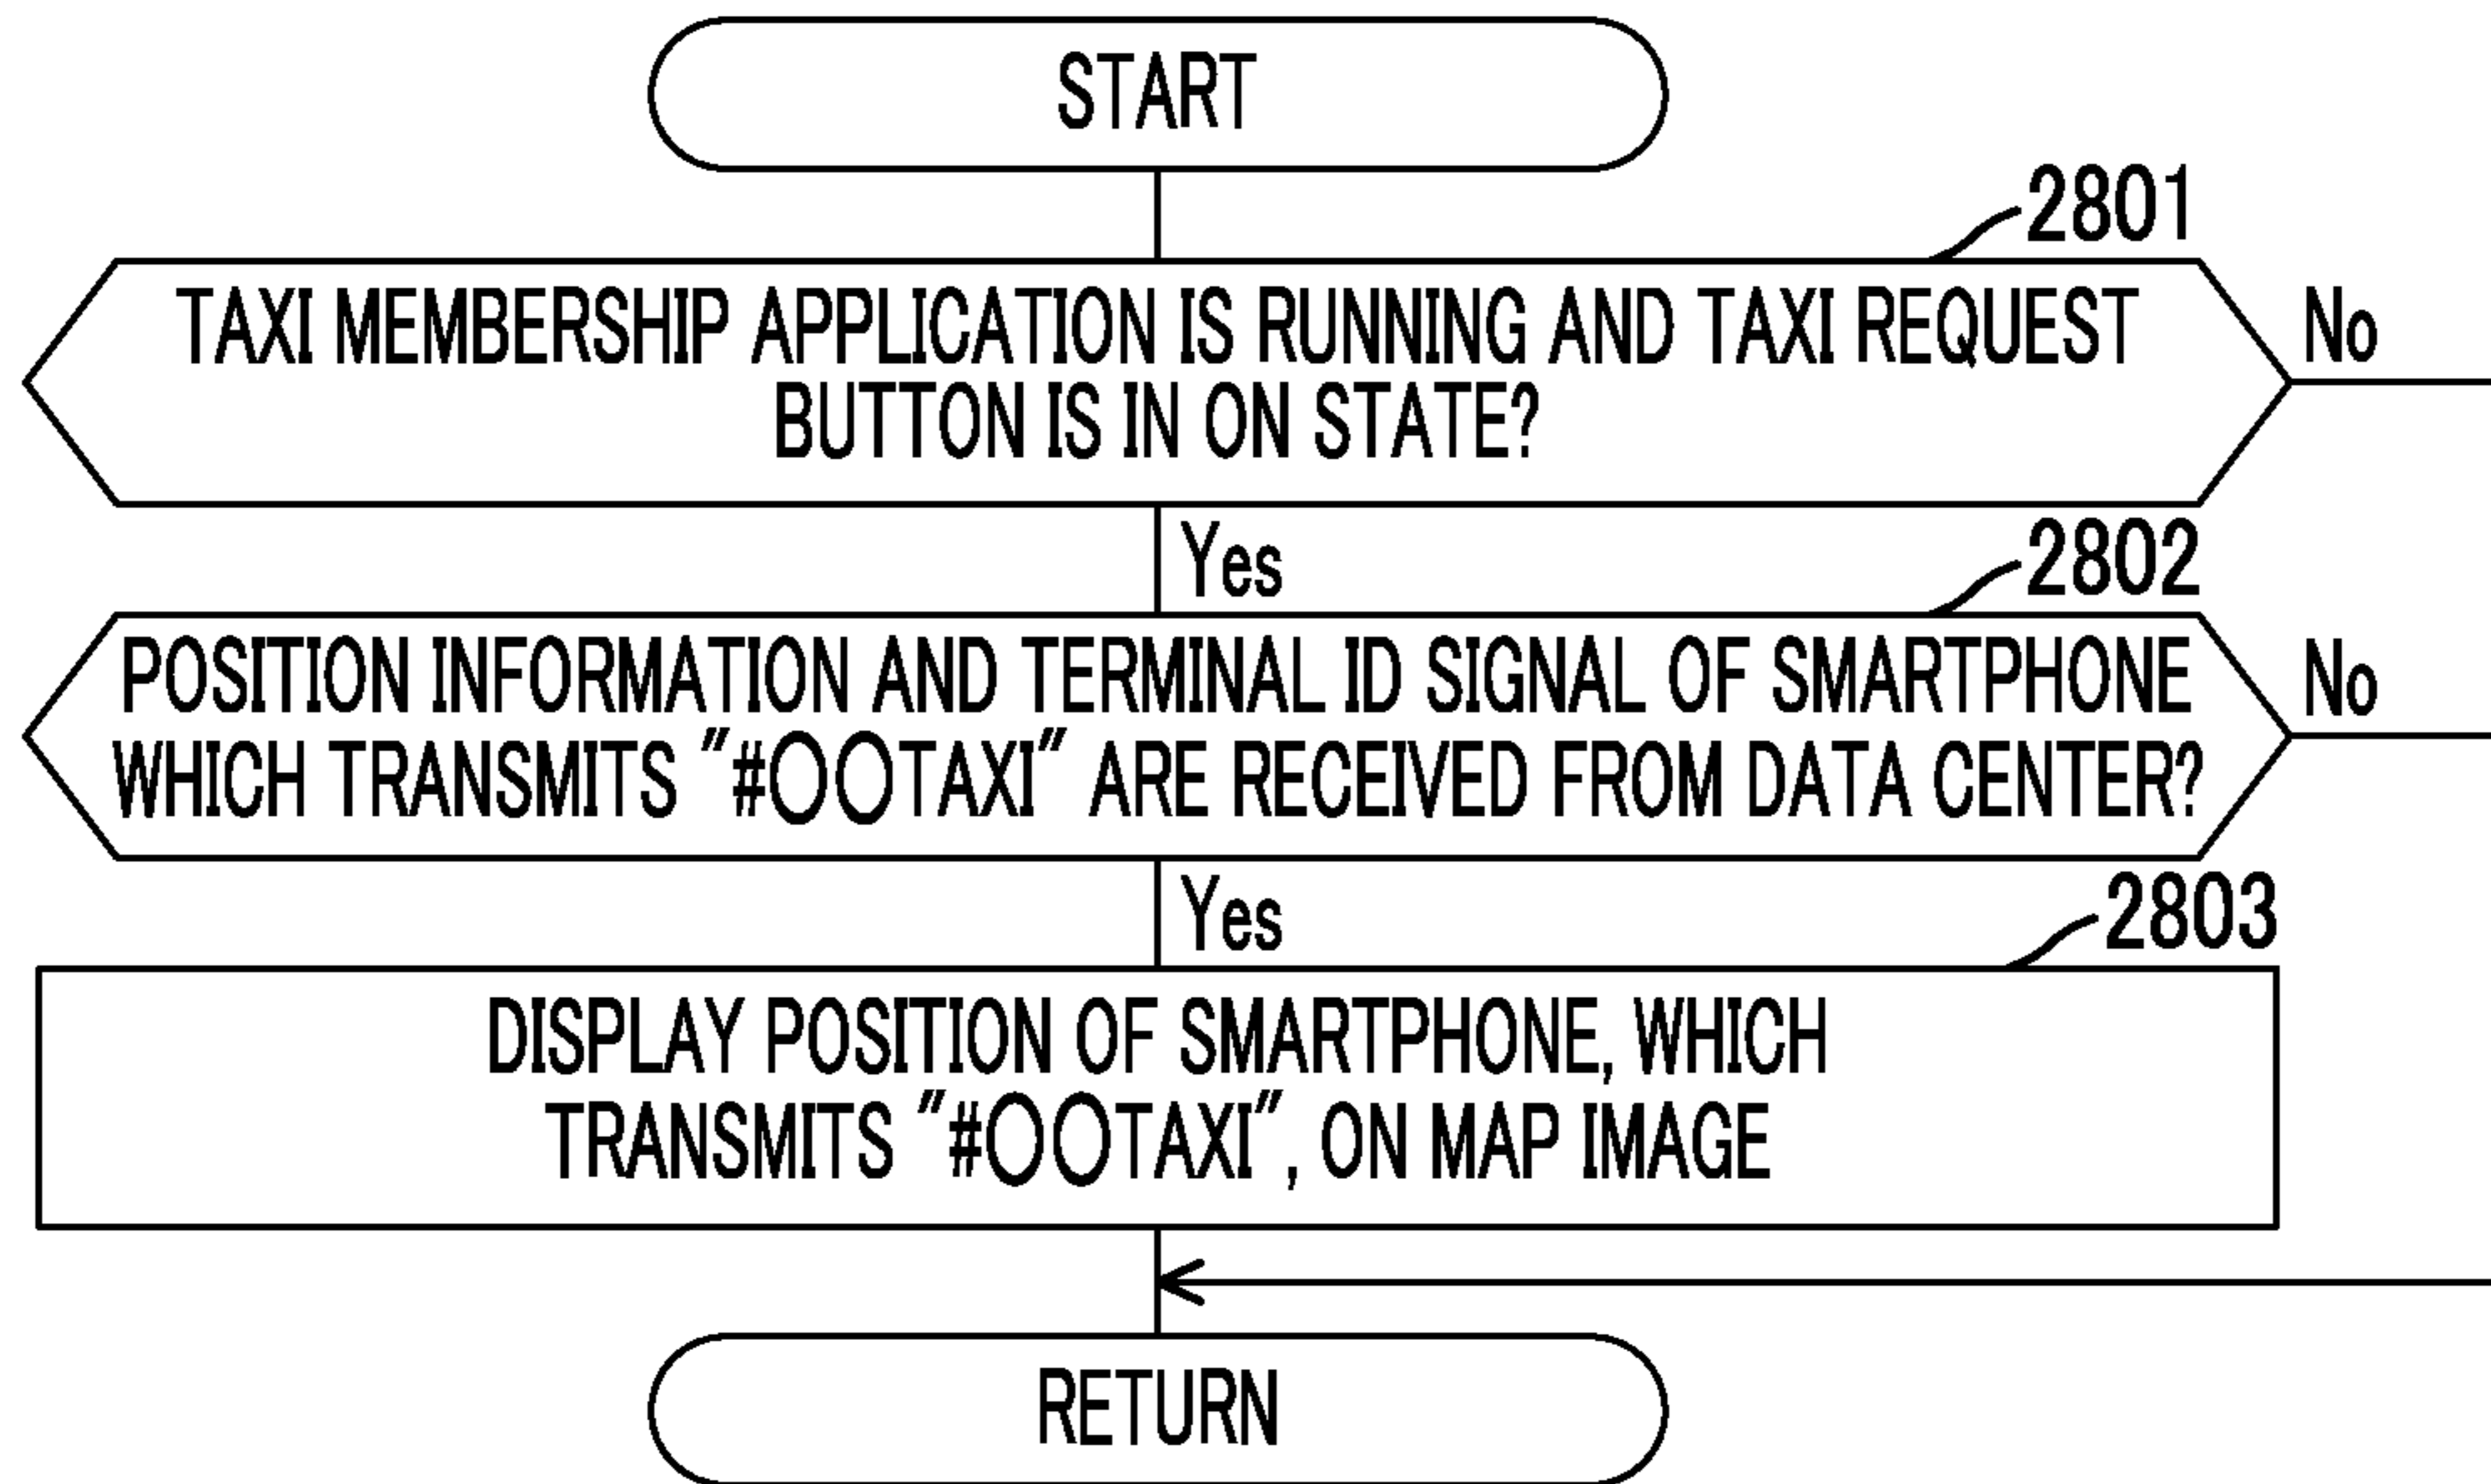 START
2801
TAXI MEMBERSHIP APPLICATION IS RUNNING AND TAXI REQUEST
BUTTON IS IN ON STATE?
No
Yes
2802
POSITION INFORMATION AND TERMINAL ID SIGNAL OF SMARTPHONE
WHICH TRANSMITS "#○○TAXI" ARE RECEIVED FROM DATA CENTER?
No
Yes
2803
DISPLAY POSITION OF SMARTPHONE, WHICH
TRANSMITS "#○○TAXI", ON MAP IMAGE
RETURN